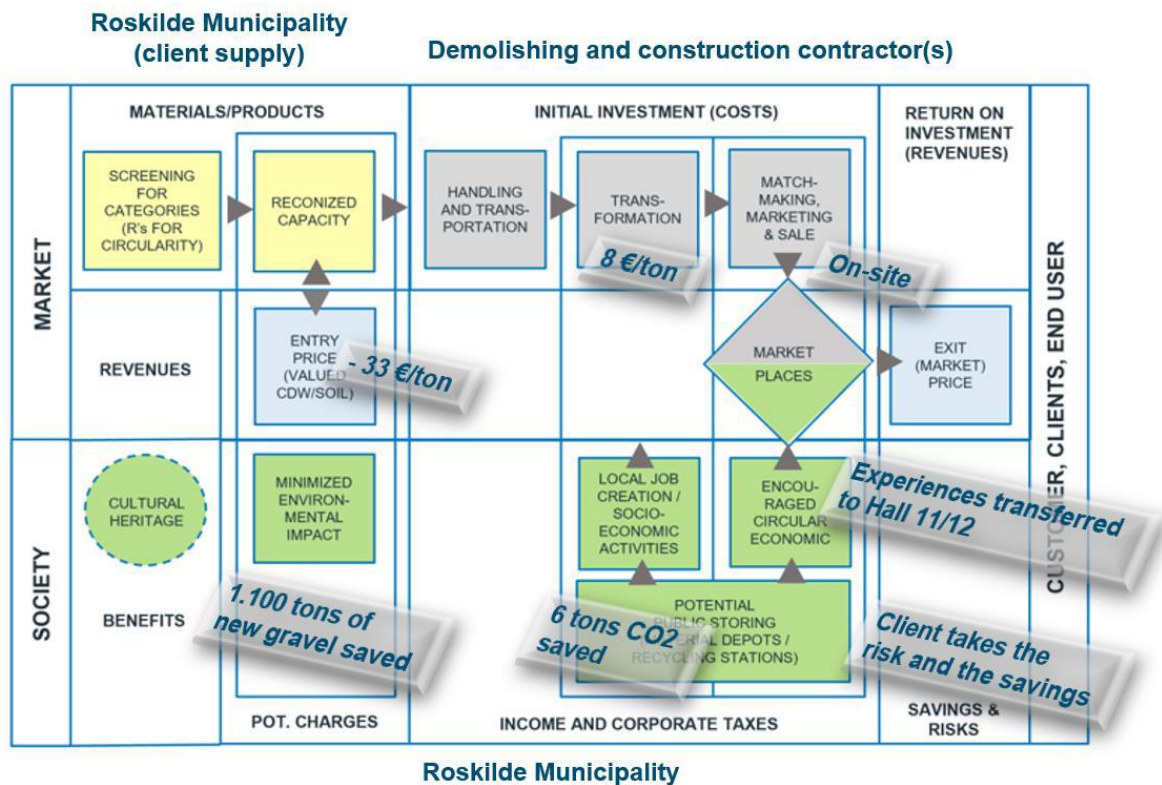 Roskilde Municipality
(client supply)
Demolishing and construction contractor(s)
MATERIALS/PRODUCTS
INITIAL INVESTMENT (COSTS)
RETURN ON
INVESTMENT
(REVENUES)
MARKET
SCREENING
FOR
CATEGORIES
(R's FOR
CIRCULARITY)
RECONIZED
CAPACITY
HANDLING
AND TRANS-
PORTATION
TRANS-
FORMATION
MATCH-
MAKING,
MARKETING
& SALE
8 €/ton
On-site
REVENUES
ENTRY
PRICE
(VALUED
CDW/SOIL)
- 33 €/ton
MARKET
PLACES
EXIT
(MARKET)
PRICE
CUSTOMER, CLIENTS, END USER
SOCIETY
CULTURAL
HERITAGE
MINIMIZED
ENVIRON-
MENTAL
IMPACT
LOCAL JOB
CREATION /
SOCIO-
ECONOMIC
ACTIVITIES
ENCOU-
RAGED
CIRCULAR
ECONOMIC
Experiences transferred
to Hall 11/12
BENEFITS
1.100 tons of
new gravel saved
6 tons CO2
saved
POTENTIAL
PUBLIC STORING
DEPOTS /
RECYCLING STATIONS)
Client takes the
risk and the savings
POT. CHARGES
INCOME AND CORPORATE TAXES
SAVINGS &
RISKS
Roskilde Municipality